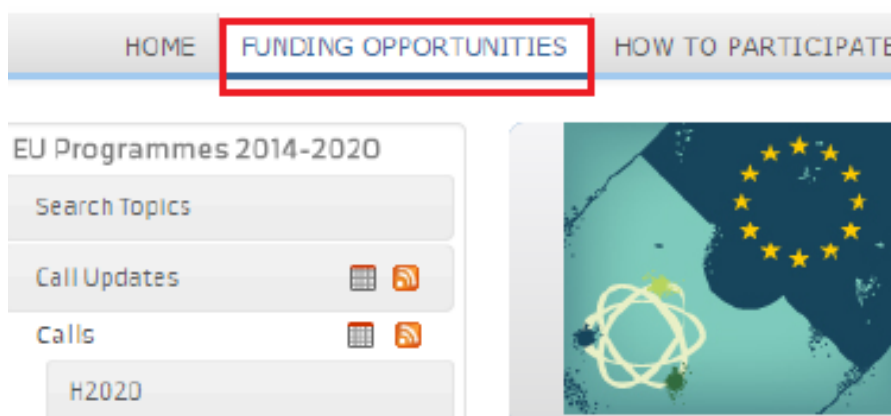 HOME FUNDING OPPORTUNITIES HOW TO PARTICIPATE
EU Programmes 2014-2020
Search Topics
Call Updates
Calls
H2020